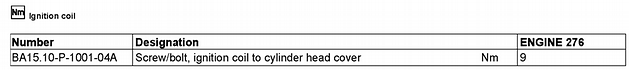 Nm Ignition coil
Number Designation ENGINE 276
BA15.10-P-1001-04A Screw/bolt, ignition coil to cylinder head cover Nm 9